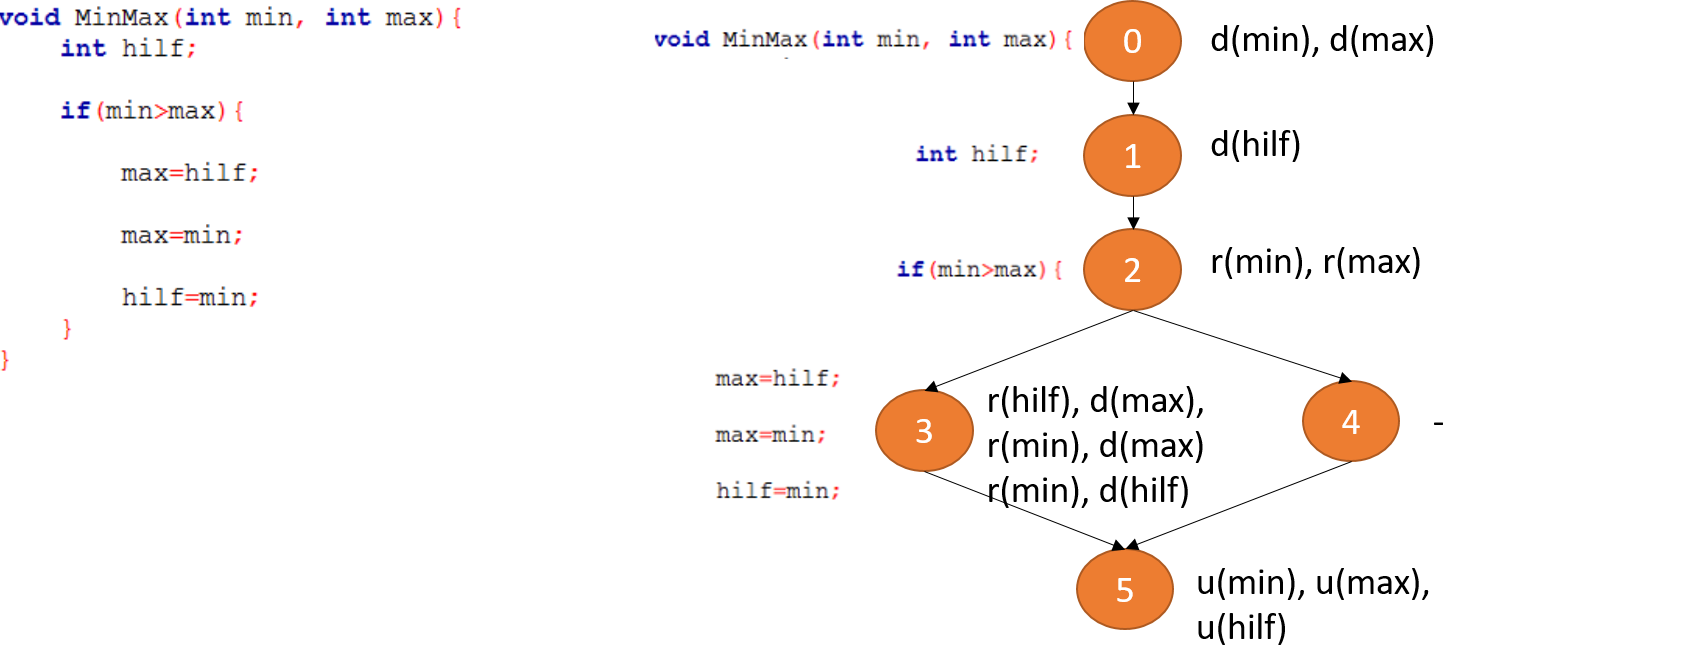 void MinMax(int min, int max){
int hilf;
if(min>max){
max=hilf;
max=min;
hilf=min;
}
}
void MinMax(int min, int max){
0
d(min), d(max)
int hilf;
1
d(hilf)
if(min>max){
2
r(min), r(max)
max=hilf;
max=min;
hilf=min;
3
r(hilf), d(max),
r(min), d(max)
r(min), d(hilf)
4
-
5
u(min), u(max),
u(hilf)